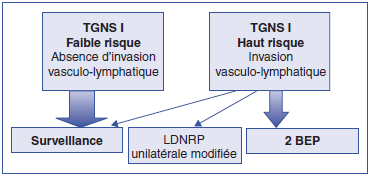 TGNS I
Faible risque
Absence d'invasion
vasculo-lymphatique
TGNS I
Haut risque
Invasion
vasculo-lymphatique
Surveillance
LDNRP
unilatérale modifiée
2 BEP